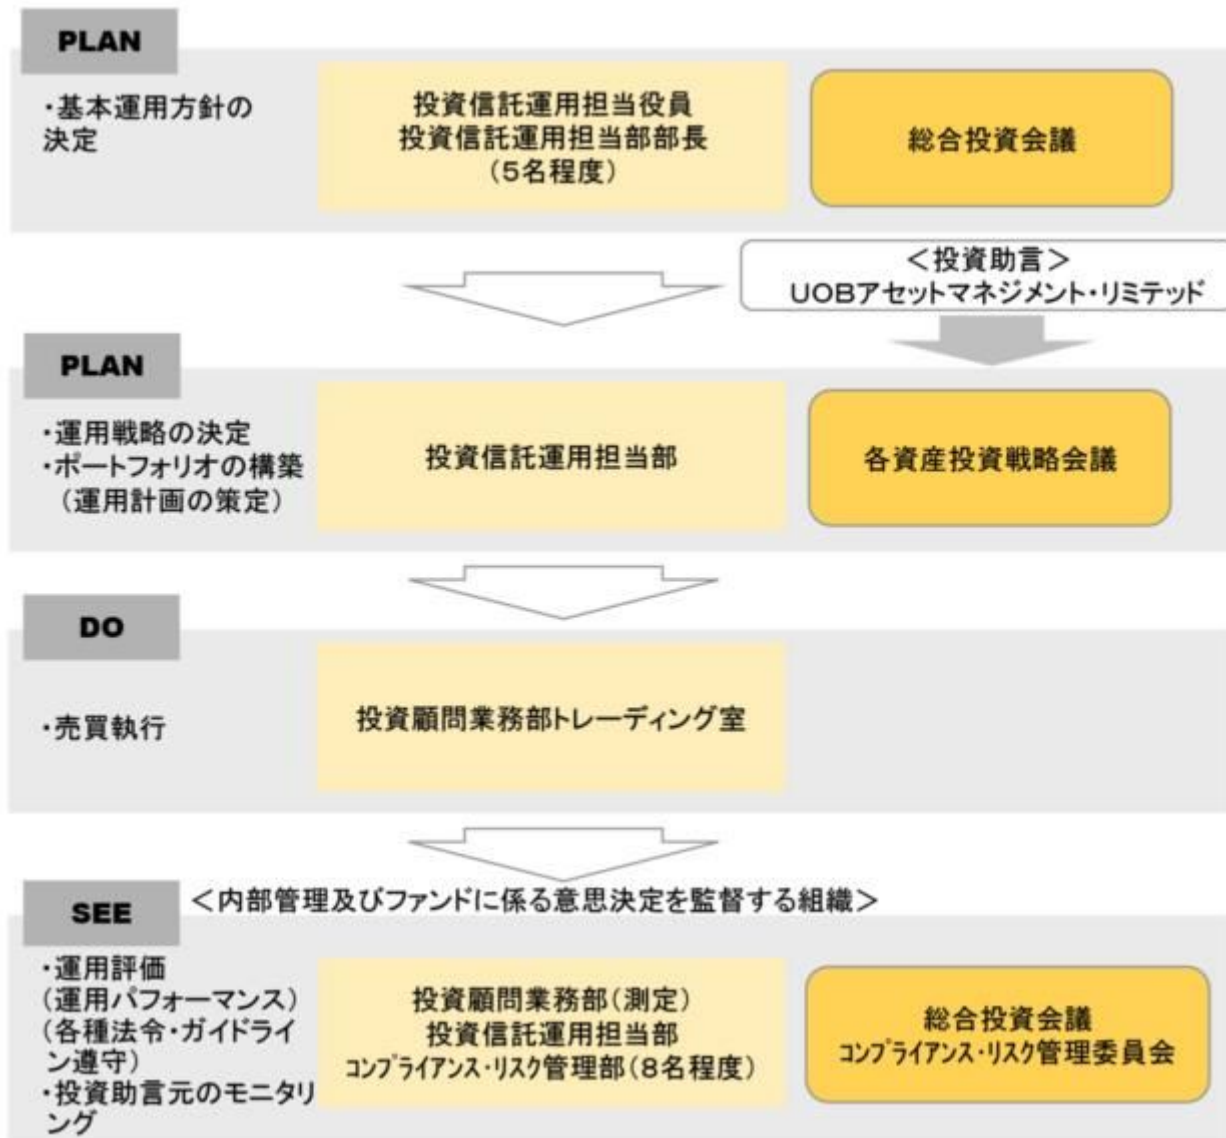 PLAN
・基本運用方針の
決定
投資信託運用担当役員
投資信託運用担当部部長
(5名程度)
総合投資会議
＜投資助言＞
UOBアセットマネジメント・リミテッド
PLAN
・運用戦略の決定
・ポートフォリオの構築
(運用計画の策定)
投資信託運用担当部
各資産投資戦略会議
DO
・売買執行
投資顧問業務部トレーディング室
SEE
＜内部管理及びファンドに係る意思決定を監督する組織＞
・運用評価
(運用パフォーマンス)
(各種法令・ガイドライ
ン遵守)
・投資助言元のモニタリ
ング
投資顧問業務部(測定)
投資信託運用担当部
ｺﾝﾌﾟﾗｲｱﾝｽ・ﾘｽｸ管理部(8名程度)
総合投資会議
ｺﾝﾌﾟﾗｲｱﾝｽ・ﾘｽｸ管理委員会